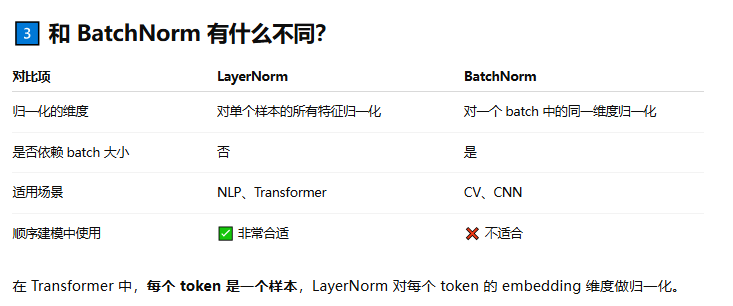 3 和 BatchNorm 有什么不同？
对比项 LayerNorm BatchNorm
归一化的维度 对单个样本的所有特征归一化 对一个 batch 中的同一维度归一化
是否依赖 batch 大小 否 是
适用场景 NLP、Transformer CV、CNN
顺序建模中使用 ✅ 非常合适 ❌ 不适合
在 Transformer 中，每个 token 是一个样本，LayerNorm 对每个 token 的 embedding 维度做归一化。